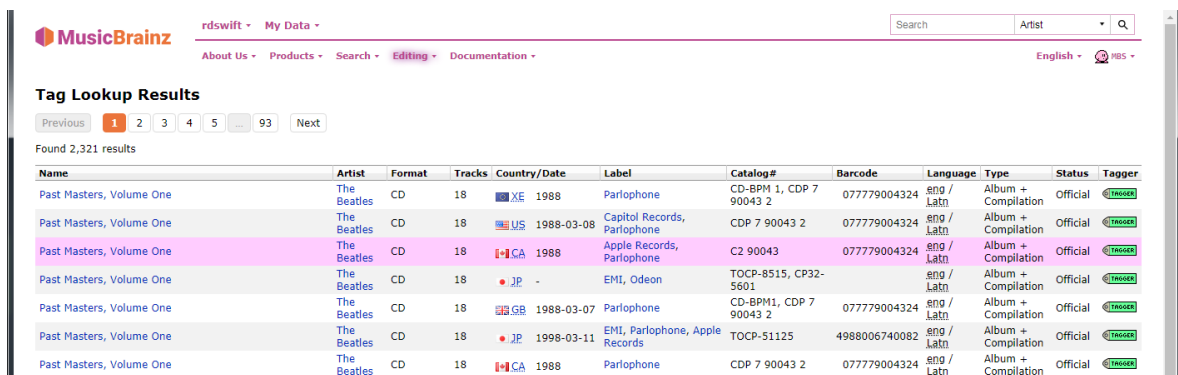 MusicBrainz
rdswift ▾ My Data ▾
Search Artist
About Us ▾ Products ▾ Search ▾ Editing ▾ Documentation ▾
English ▾ MBS ▾
Tag Lookup Results
Previous 1 2 3 4 5 ... 93 Next
Found 2,321 results
Name Artist Format Tracks Country/Date Label Catalog# Barcode Language Type Status Tagger
Past Masters, Volume One The Beatles CD 18 XE 1988 Parlophone CD-BPM 1, CDP 7 90043 2 077779004324 eng / Latn Album + Compilation Official TAGGER
Past Masters, Volume One The Beatles CD 18 US 1988-03-08 Capitol Records, Parlophone CDP 7 90043 2 077779004324 eng / Latn Album + Compilation Official TAGGER
Past Masters, Volume One The Beatles CD 18 CA 1988 Apple Records, Parlophone C2 90043 077779004324 eng / Latn Album + Compilation Official TAGGER
Past Masters, Volume One The Beatles CD 18 JP - EMI, Odeon TOCP-8515, CP32-5601 eng / Latn Album + Compilation Official TAGGER
Past Masters, Volume One The Beatles CD 18 GB 1988-03-07 Parlophone CD-BPM1, CDP 7 90043 2 077779004324 eng / Latn Album + Compilation Official TAGGER
Past Masters, Volume One The Beatles CD 18 JP 1998-03-11 EMI, Parlophone, Apple Records TOCP-51125 4988006740082 eng / Latn Album + Compilation Official TAGGER
Past Masters, Volume One The Beatles CD 18 CA 1988 Parlophone CDP 7 90043 2 077779004324 eng / Latn Album + Compilation Official TAGGER